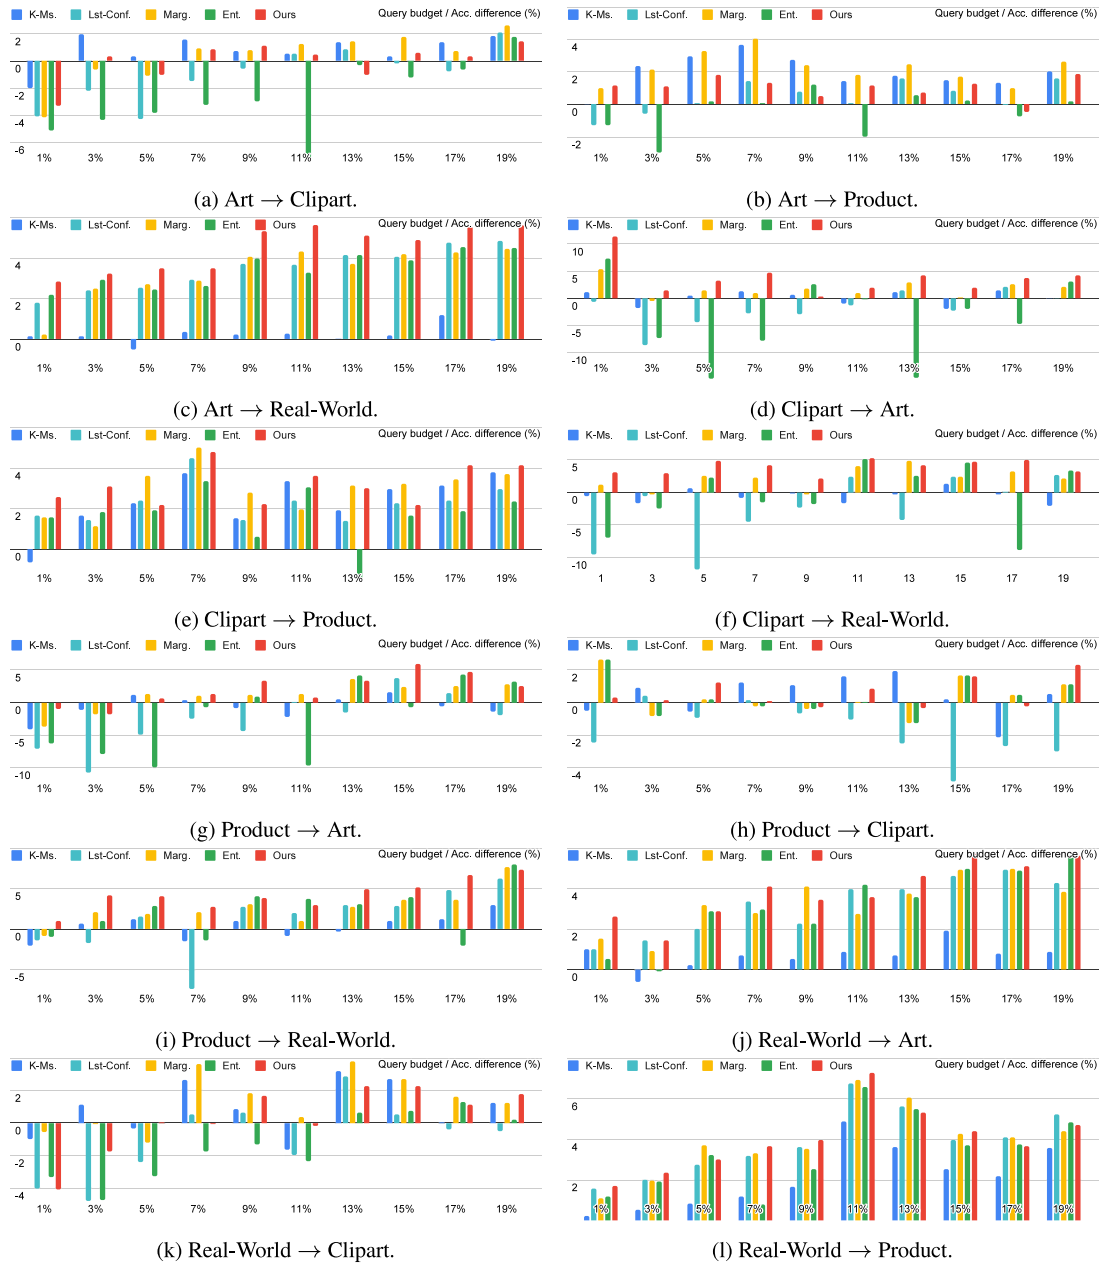 K-Ms. Lst-Conf. Marg. Ent. Ours Query budget / Acc. difference (%)
2
0
-2
-4
-6
1% 3% 5% 7% 9% 11% 13% 15% 17% 19%
(a) Art → Clipart.
K-Ms. Lst-Conf. Marg. Ent. Ours Query budget / Acc. difference (%)
4
2
0
-2
1% 3% 5% 7% 9% 11% 13% 15% 17% 19%
(b) Art → Product.
K-Ms. Lst-Conf. Marg. Ent. Ours Query budget / Acc. difference (%)
4
2
0
1% 3% 5% 7% 9% 11% 13% 15% 17% 19%
(c) Art → Real-World.
K-Ms. Lst-Conf. Marg. Ent. Ours Query budget / Acc. difference (%)
10
5
0
-5
-10
1% 3% 5% 7% 9% 11% 13% 15% 17% 19%
(d) Clipart → Art.
K-Ms. Lst-Conf. Marg. Ent. Ours Query budget / Acc. difference (%)
4
2
0
1% 3% 5% 7% 9% 11% 13% 15% 17% 19%
(e) Clipart → Product.
K-Ms. Lst-Conf. Marg. Ent. Ours Query budget / Acc. difference (%)
5
0
-5
-10
1 3 5 7 9 11 13 15 17 19
(f) Clipart → Real-World.
K-Ms. Lst-Conf. Marg. Ent. Ours Query budget / Acc. difference (%)
5
0
-5
-10
1% 3% 5% 7% 9% 11% 13% 15% 17% 19%
(g) Product → Art.
K-Ms. Lst-Conf. Marg. Ent. Ours Query budget / Acc. difference (%)
2
0
-2
-4
1% 3% 5% 7% 9% 11% 13% 15% 17% 19%
(h) Product → Clipart.
K-Ms. Lst-Conf. Marg. Ent. Ours Query budget / Acc. difference (%)
5
0
-5
1% 3% 5% 7% 9% 11% 13% 15% 17% 19%
(i) Product → Real-World.
K-Ms. Lst-Conf. Marg. Ent. Ours Query budget / Acc. difference (%)
4
2
0
1% 3% 5% 7% 9% 11% 13% 15% 17% 19%
(j) Real-World → Art.
K-Ms. Lst-Conf. Marg. Ent. Ours Query budget / Acc. difference (%)
2
0
-2
-4
1% 3% 5% 7% 9% 11% 13% 15% 17% 19%
(k) Real-World → Clipart.
K-Ms. Lst-Conf. Marg. Ent. Ours Query budget / Acc. difference (%)
6
4
2
1% 3% 5% 7% 9% 11% 13% 15% 17% 19%
(l) Real-World → Product.